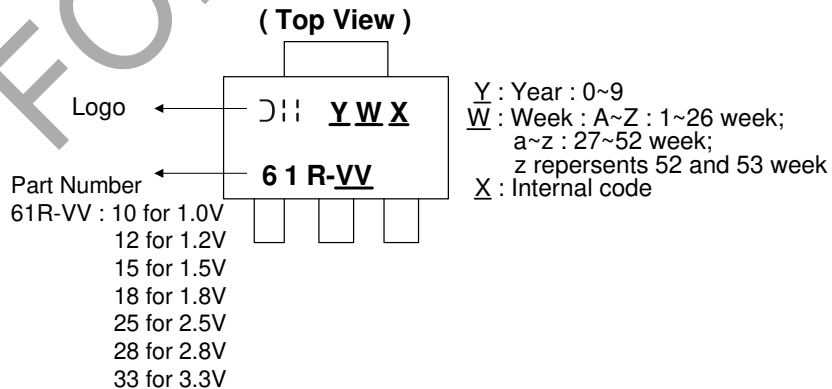 FO
( Top View )
Logo
Y W X
6 1 R-VV
Y : Year : 0~9
W : Week : A~Z : 1~26 week;
a~z : 27~52 week;
z repersents 52 and 53 week
X : Internal code
Part Number
61R-VV : 10 for 1.0V
12 for 1.2V
15 for 1.5V
18 for 1.8V
25 for 2.5V
28 for 2.8V
33 for 3.3V